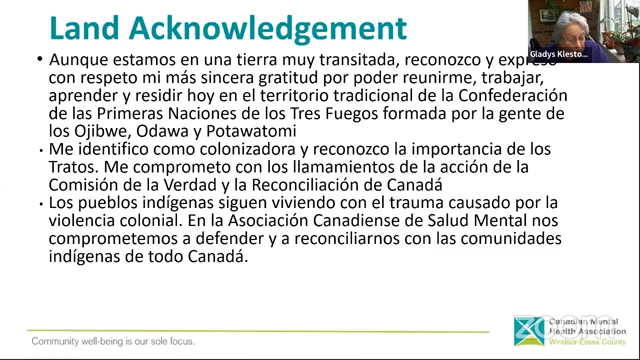 Land Acknowledgement
• Aunque estamos en una tierra muy transitada, reconozco y expreso
con respeto mi más sincera gratitud por poder reunirme, trabajar,
aprender y residir hoy en el territorio tradicional de la Confederación
de las Primeras Naciones de los Tres Fuegos formada por la gente de
los Ojibwe, Odawa y Potawatomi
• Me identifico como colonizadora y reconozco la importancia de los
Tratos. Me comprometo con los llamamientos de la acción de la
Comisión de la Verdad y la Reconciliación de Canadá
• Los pueblos indígenas siguen viviendo con el trauma causado por la
violencia colonial. En la Asociación Canadiense de Salud Mental nos
comprometemos a defender y a reconciliarnos con las comunidades
indígenas de todo Canadá.
Gladys Klesto...
Community well-being is our sole focus.
Canadian Mental
Health Association
Windsor-Essex County
zoom